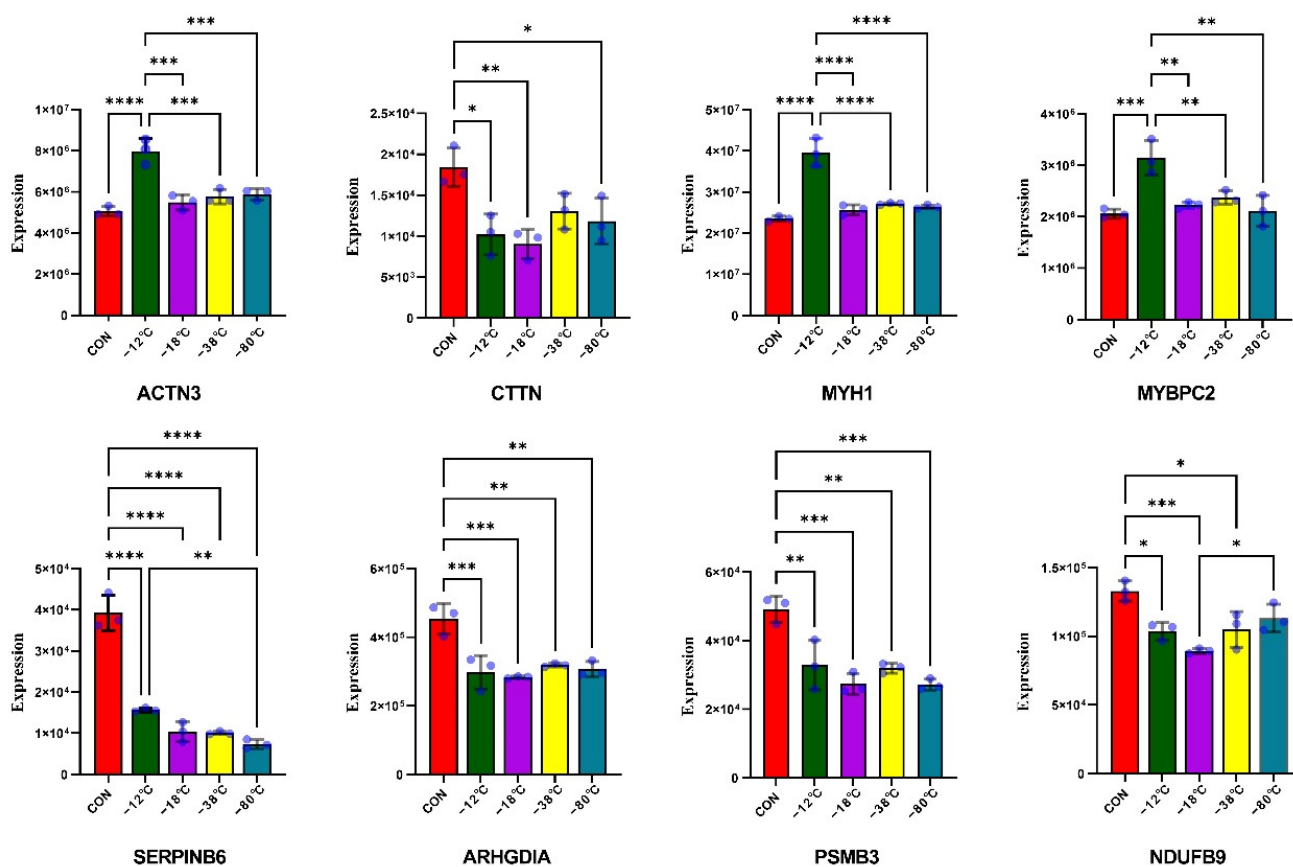 ***
***
**** ***
1×10⁷
8×10⁶
6×10⁶
4×10⁶
2×10⁶
0
Expression
CON −12℃ −18℃ −38℃ −80℃
ACTN3
*
**
*
2.5×10⁴
2×10⁴
1.5×10⁴
1×10⁴
5×10³
0
Expression
CON −12℃ −18℃ −38℃ −80℃
CTTN
****
****
**** ****
5×10⁷
4×10⁷
3×10⁷
2×10⁷
1×10⁷
0
Expression
CON −12℃ −18℃ −38℃ −80℃
MYH1
**
**
*** **
4×10⁶
3×10⁶
2×10⁶
1×10⁶
0
Expression
CON −12℃ −18℃ −38℃ −80℃
MYBPC2
****
****
****
**** **
5×10⁴
4×10⁴
3×10⁴
2×10⁴
1×10⁴
0
Expression
CON −12℃ −18℃ −38℃ −80℃
SERPINB6
**
**
***
***
6×10⁵
4×10⁵
2×10⁵
0
Expression
CON −12℃ −18℃ −38℃ −80℃
ARHGDIA
***
**
***
**
6×10⁴
4×10⁴
2×10⁴
0
Expression
CON −12℃ −18℃ −38℃ −80℃
PSMB3
*
***
* *
1.5×10⁵
1×10⁵
5×10⁴
0
Expression
CON −12℃ −18℃ −38℃ −80℃
NDUFB9